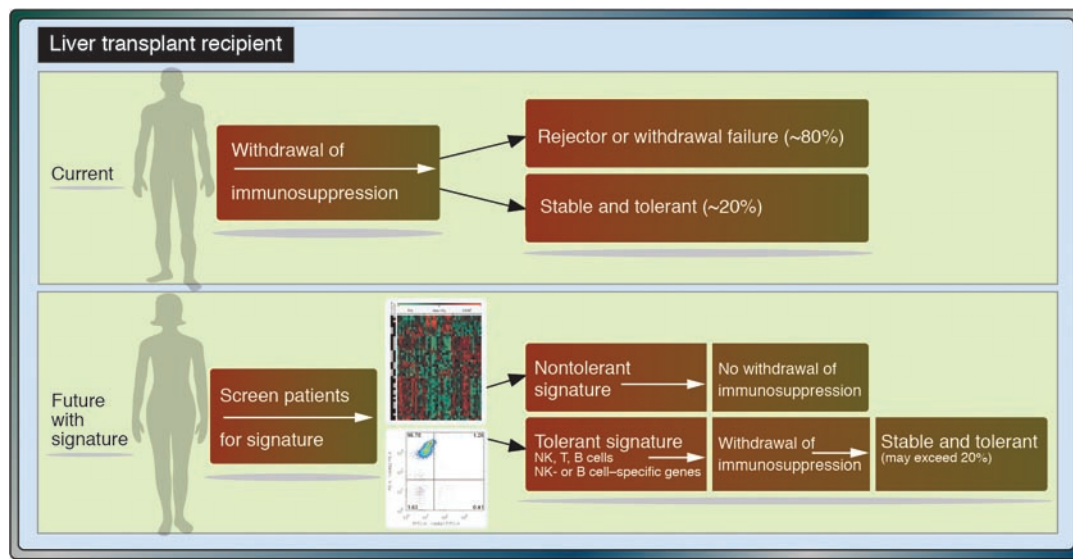 Liver transplant recipient
Current
Withdrawal of
immunosuppression
Rejector or withdrawal failure (~80%)
Stable and tolerant (~20%)
Future
with
signature
Screen patients
for signature
Nontolerant
signature
No withdrawal of
immunosuppression
Tolerant signature
NK, T, B cells
NK- or B cell–specific genes
Withdrawal of
immunosuppression
Stable and tolerant
(may exceed 20%)